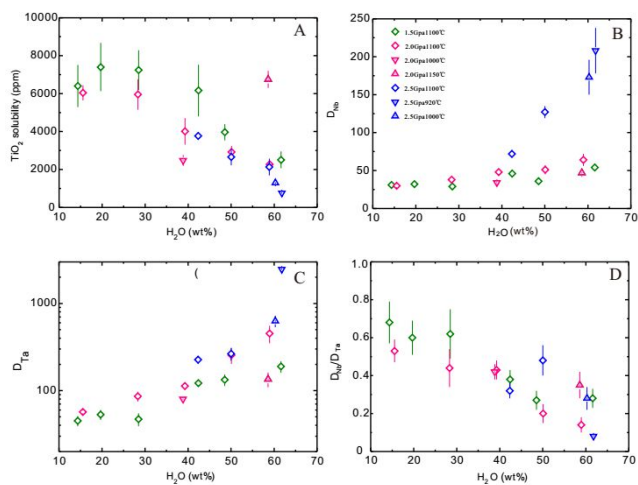 A
TiO2 solubility (ppm)
10000
8000
6000
4000
2000
0
10 20 30 40 50 60 70
H2O (wt%)
B
1.5Gpa1100℃
2.0Gpa1100℃
2.0Gpa1000℃
2.0Gpa1150℃
2.5Gpa1100℃
2.5Gpa920℃
2.5Gpa1000℃
DNb
250
200
150
100
50
0
10 20 30 40 50 60 70
H2O (wt%)
(
C
DTa
1000
100
10 20 30 40 50 60 70
H2O (wt%)
D
DNb/DTa
1.0
0.8
0.6
0.4
0.2
0.0
10 20 30 40 50 60 70
H2O (wt%)